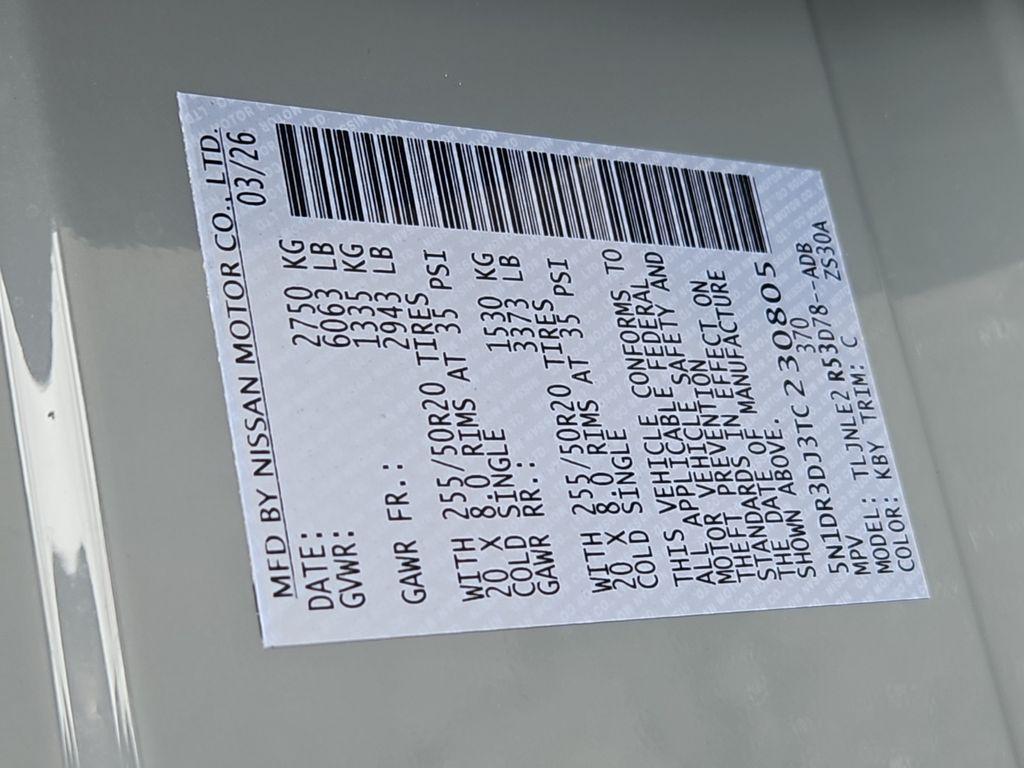 MFD BY NISSAN MOTOR CO., LTD.
DATE: 03/26
GVWR: 2750 KG
6063 LB
1335 KG
GAWR FR.: 2943 LB
WITH 255/50R20 TIRES
20 X 8.0 RIMS AT 35 PSI
COLD SINGLE 1530 KG
GAWR RR.: 3373 LB
WITH 255/50R20 TIRES
20 X 8.0 RIMS AT 35 PSI
COLD SINGLE
THIS VEHICLE CONFORMS TO
ALL APPLICABLE FEDERAL
MOTOR VEHICLE SAFETY AND
THEFT PREVENTION
STANDARDS IN EFFECT ON
THE DATE OF MANUFACTURE
SHOWN ABOVE.
5N1DR3DJ3TC230805
MPV 370
MODEL: TLJNLE2 R53D78--ADB
COLOR: KBY TRIM: C ZS30A